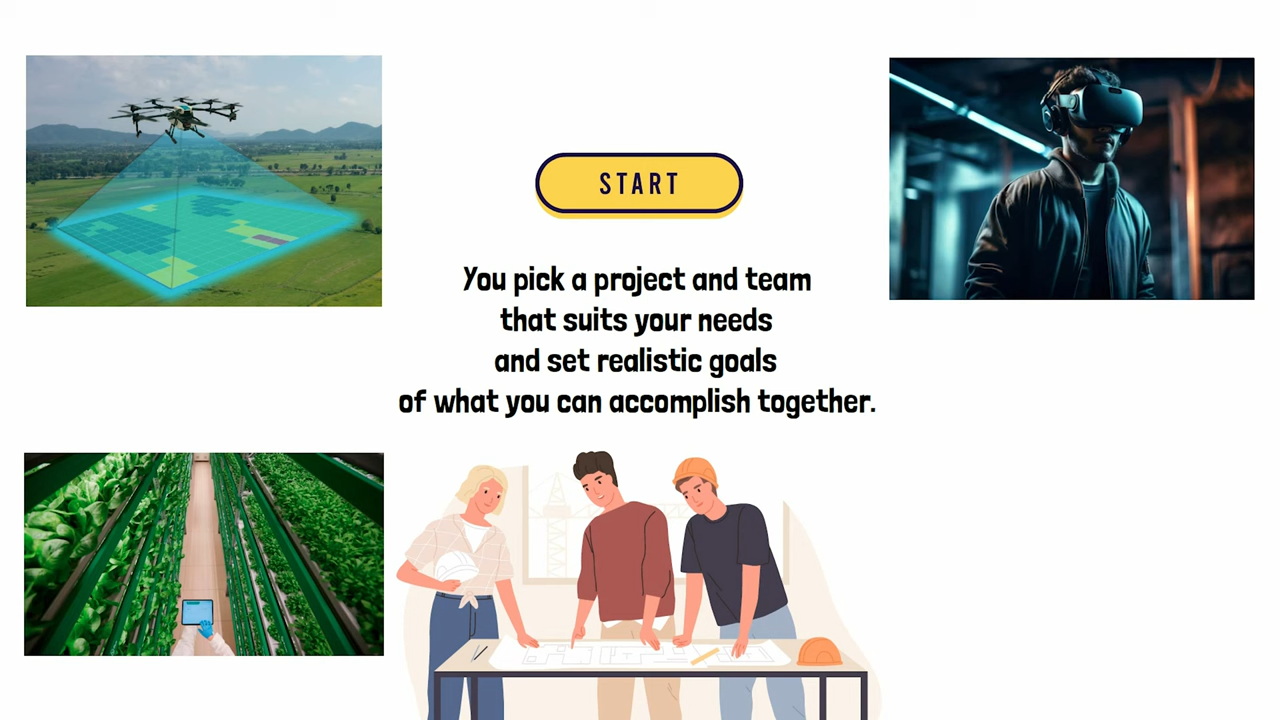 START
You pick a project and team
that suits your needs
and set realistic goals
of what you can accomplish together.